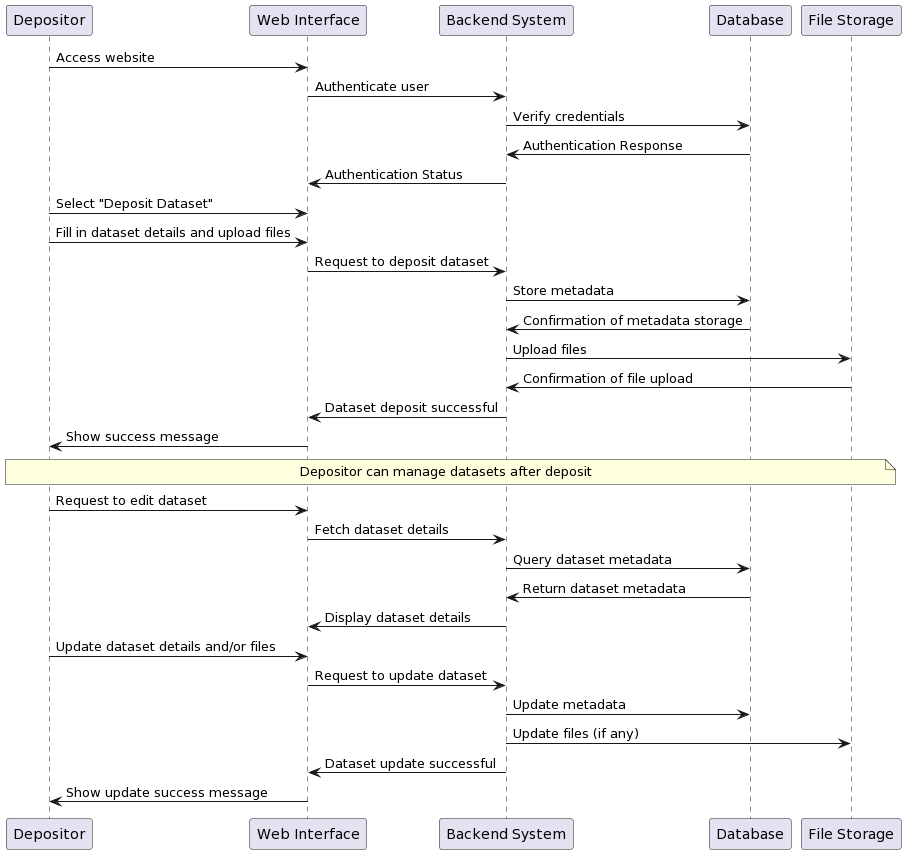 Depositor
Web Interface
Backend System
Database
File Storage
Access website
Authenticate user
Verify credentials
Authentication Response
Authentication Status
Select "Deposit Dataset"
Fill in dataset details and upload files
Request to deposit dataset
Store metadata
Confirmation of metadata storage
Upload files
Confirmation of file upload
Dataset deposit successful
Show success message
Depositor can manage datasets after deposit
Request to edit dataset
Fetch dataset details
Query dataset metadata
Return dataset metadata
Display dataset details
Update dataset details and/or files
Request to update dataset
Update metadata
Update files (if any)
Dataset update successful
Show update success message
Depositor
Web Interface
Backend System
Database
File Storage